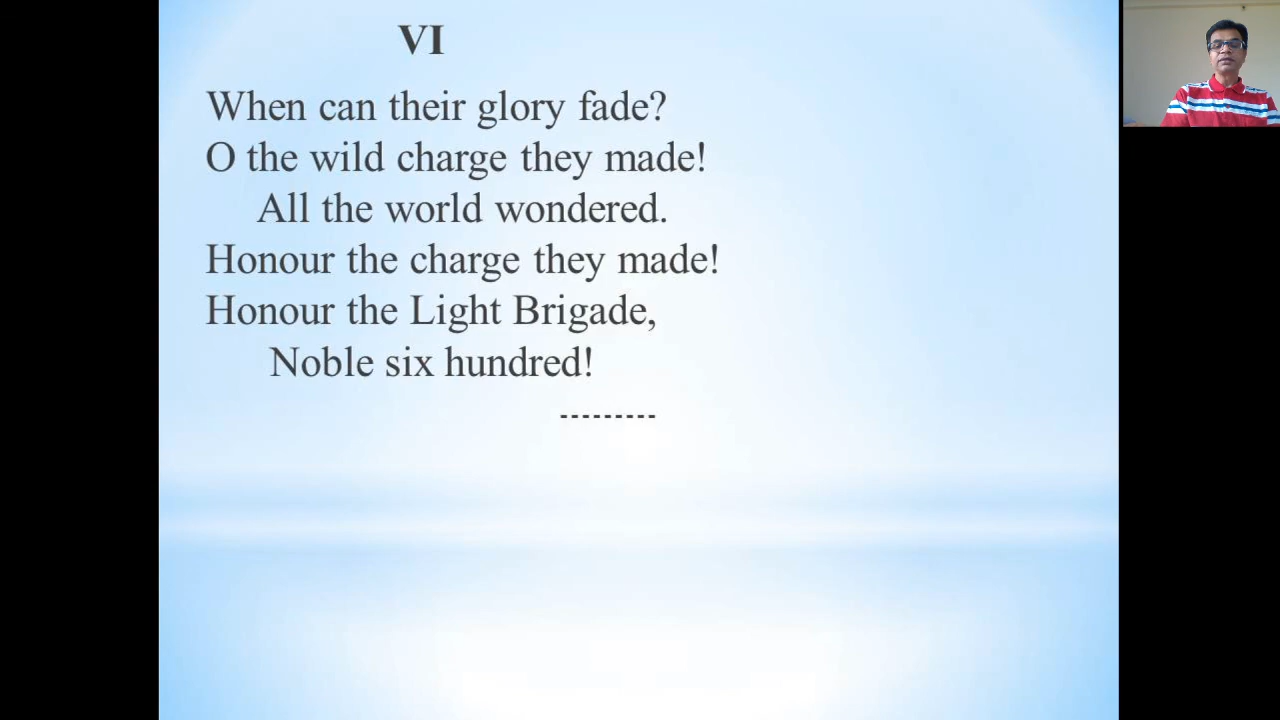 VI
When can their glory fade?
O the wild charge they made!
All the world wondered.
Honour the charge they made!
Honour the Light Brigade,
Noble six hundred!
---------